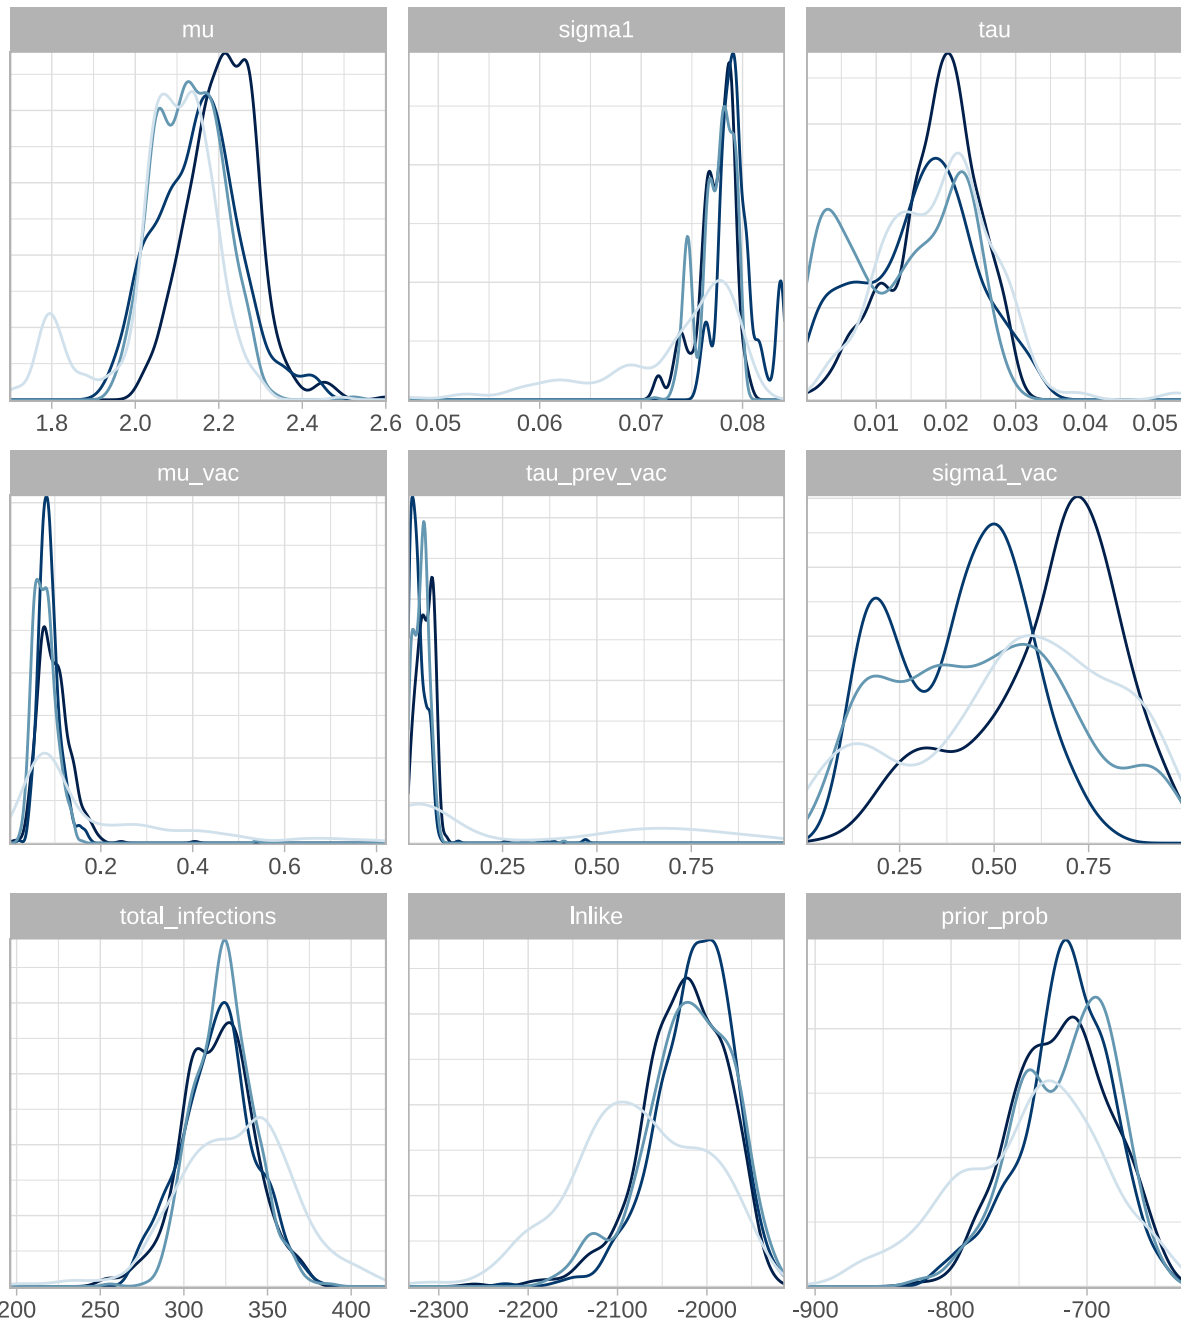 mu sigma1 tau
1.8 2.0 2.2 2.4 2.6 0.05 0.06 0.07 0.08 0.01 0.02 0.03 0.04 0.05
mu_vac tau_prev_vac sigma1_vac
0.2 0.4 0.6 0.8 0.25 0.50 0.75 0.25 0.50 0.75
total_infections lnlike prior_prob
200 250 300 350 400 -2300 -2200 -2100 -2000 -900 -800 -700